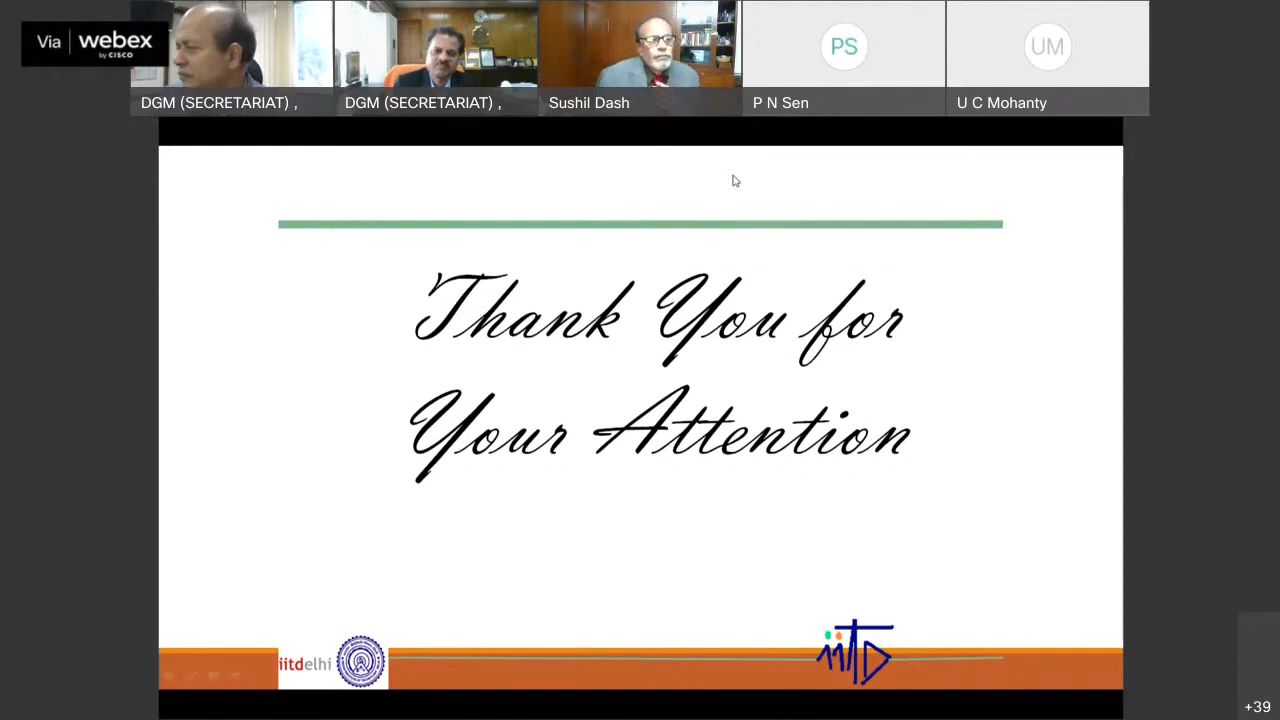 Via webex
by CISCO
DGM (SECRETARIAT) ,
DGM (SECRETARIAT) ,
Sushil Dash
PS
P N Sen
UM
U C Mohanty
Thank You for
Your Attention
iitdelhi
iiTD
+39